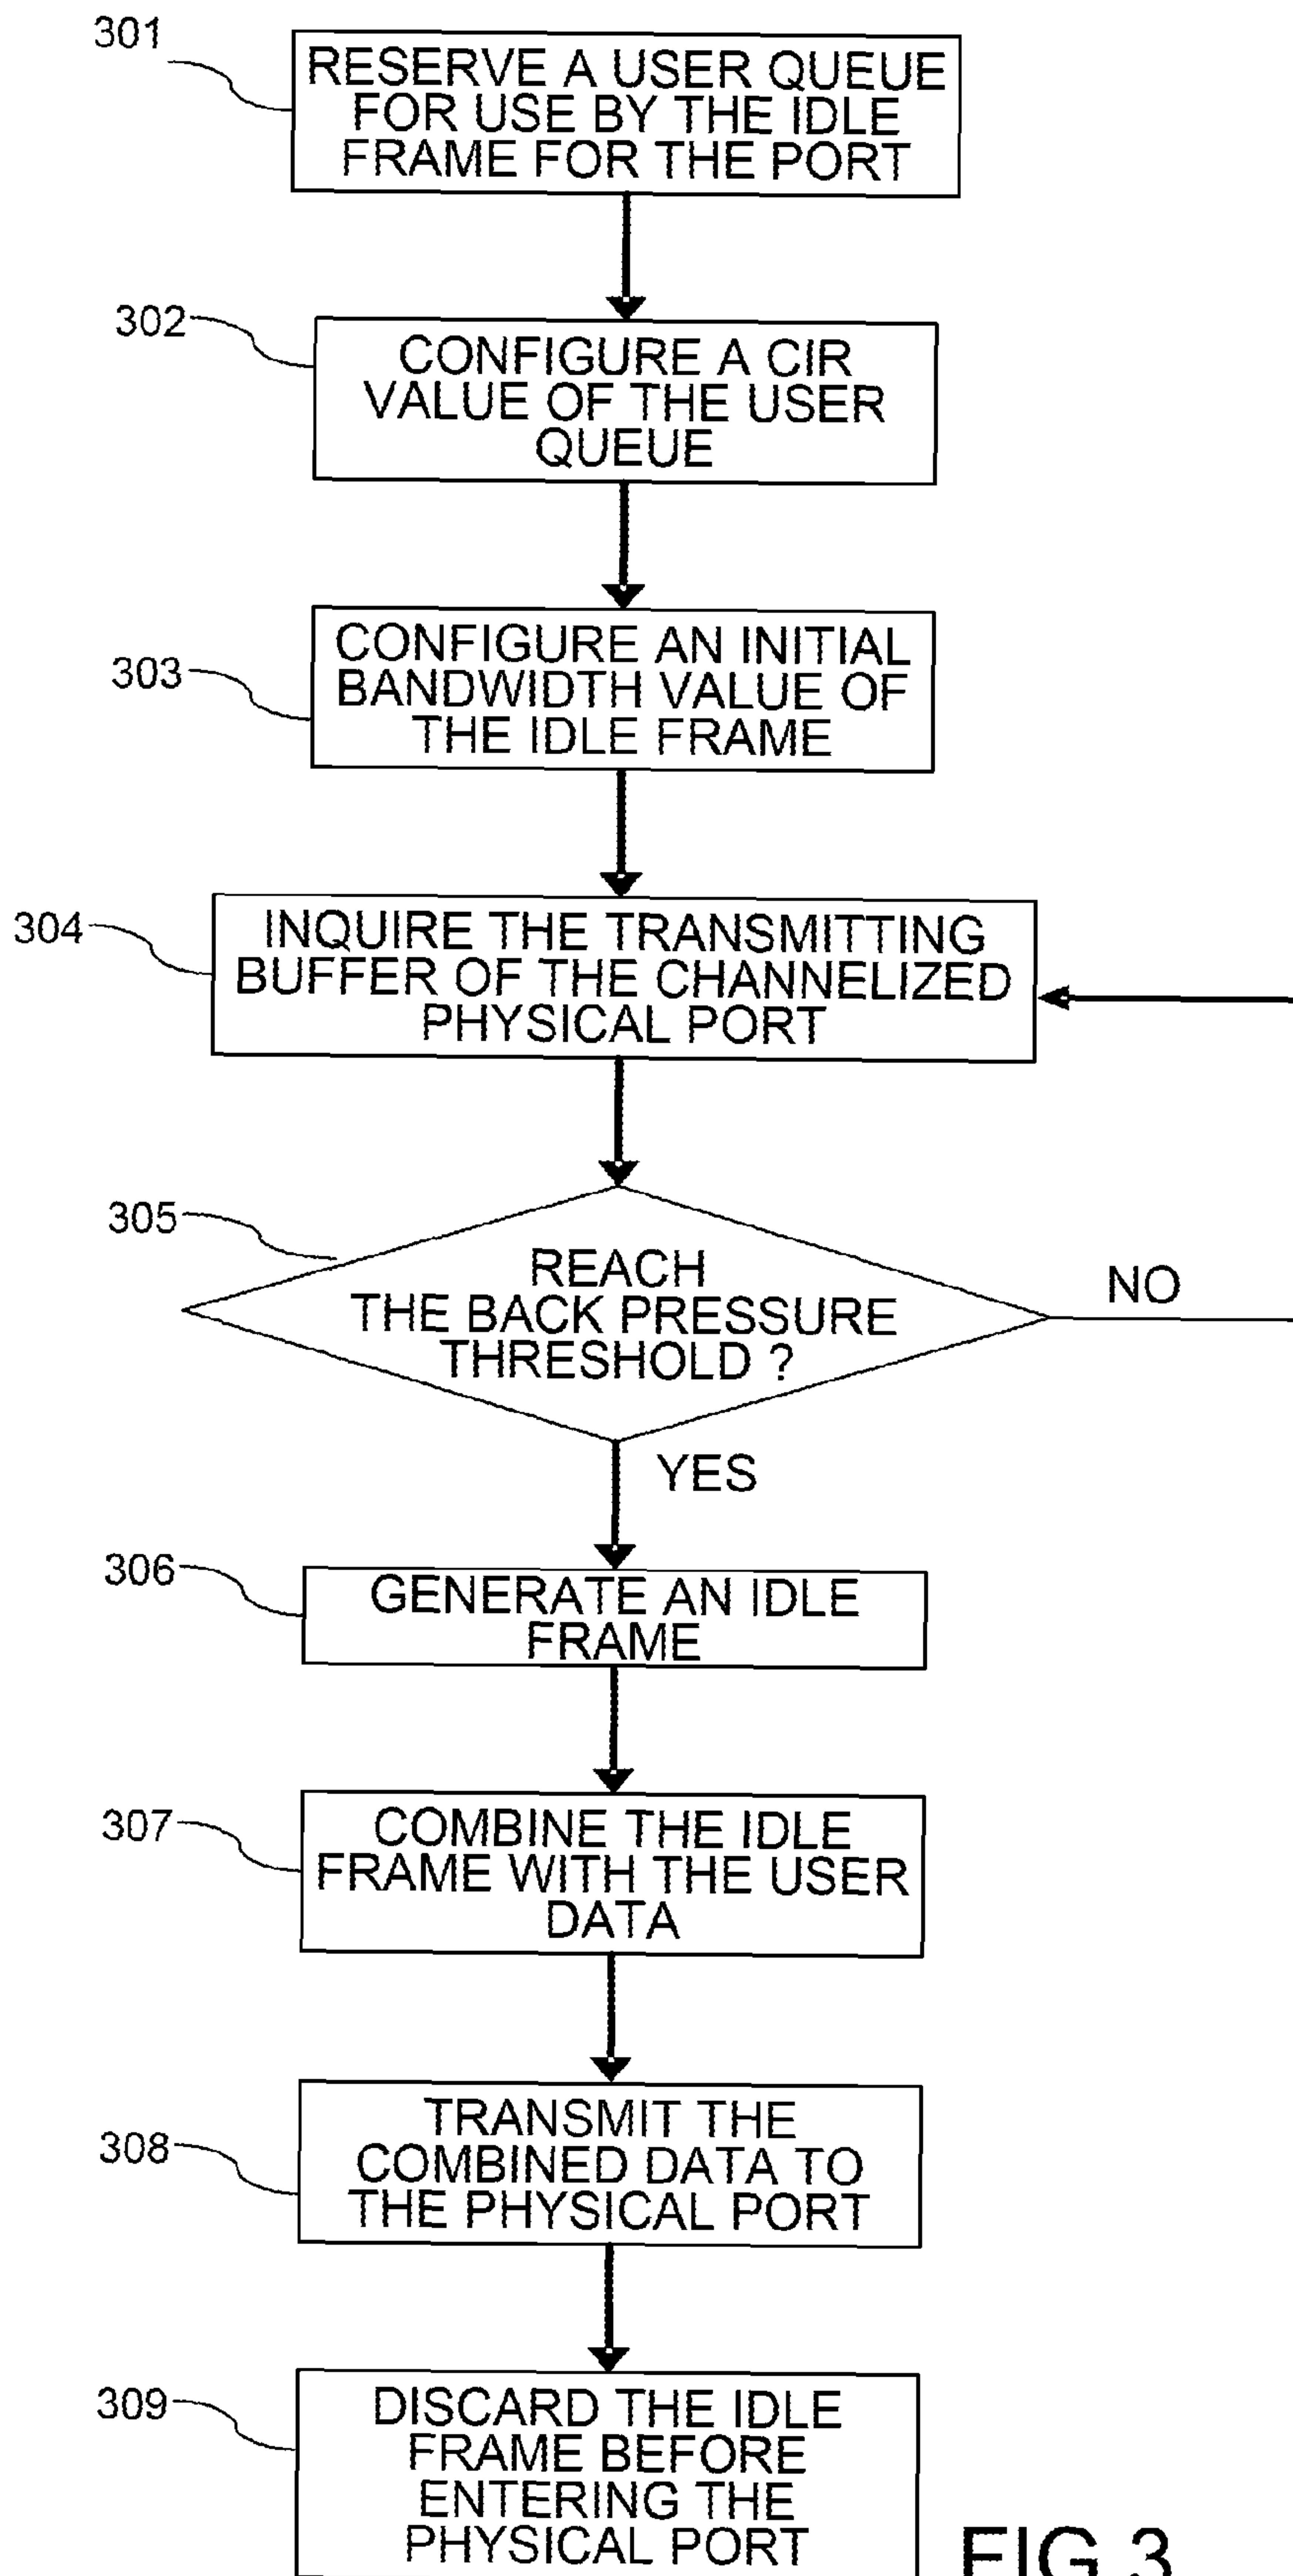 301
RESERVE A USER QUEUE
FOR USE BY THE IDLE
FRAME FOR THE PORT
302
CONFIGURE A CIR
VALUE OF THE USER
QUEUE
303
CONFIGURE AN INITIAL
BANDWIDTH VALUE OF
THE IDLE FRAME
304
INQUIRE THE TRANSMITTING
BUFFER OF THE CHANNELIZED
PHYSICAL PORT
305
REACH
THE BACK PRESSURE
THRESHOLD ?
NO
YES
306
GENERATE AN IDLE
FRAME
307
COMBINE THE IDLE
FRAME WITH THE USER
DATA
308
TRANSMIT THE
COMBINED DATA TO
THE PHYSICAL PORT
309
DISCARD THE IDLE
FRAME BEFORE
ENTERING THE
PHYSICAL PORT
FIG.3